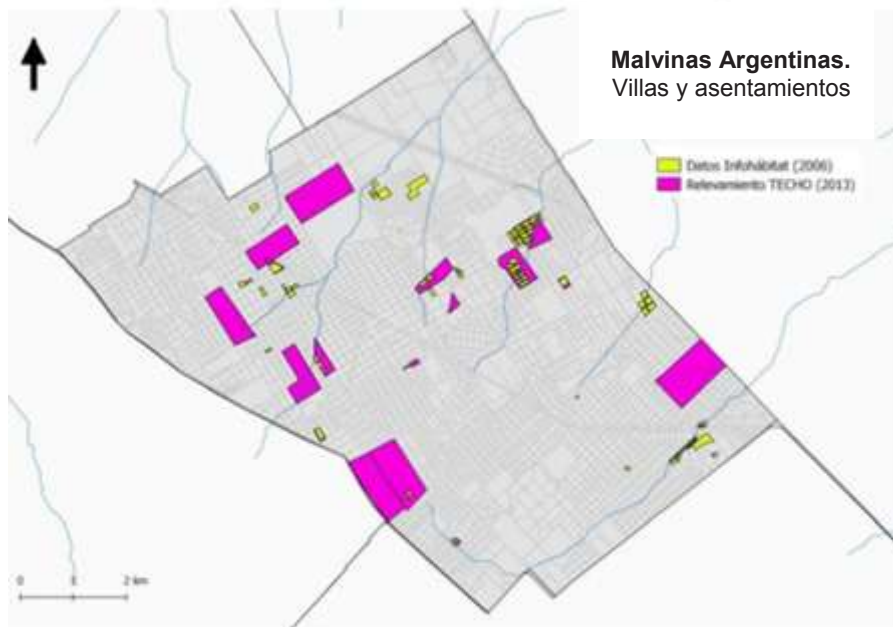 Malvinas Argentinas.
Villas y asentamientos
Datos Infohábitat (2006)
Relevamiento TECHO (2013)
0 1 2 km